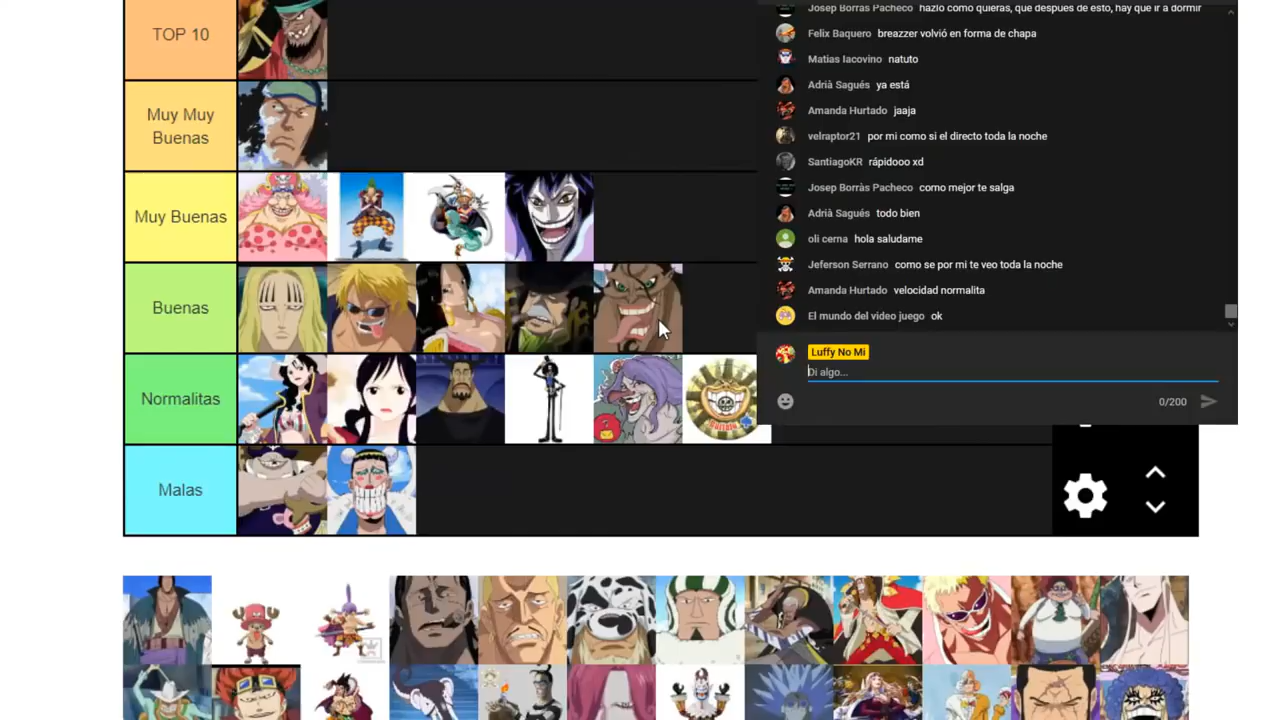 TOP 10
Muy Muy
Buenas
Muy Buenas
Buenas
Normalitas
Malas
Josep Borràs Pacheco hazlo como quieras, que despues de esto, hay que ir a dormir
Felix Baquero breazzer volvió en forma de chapa
Matias Iacovino natuto
Adrià Sagués ya está
Amanda Hurtado jaaja
velraptor21 por mi como si el directo toda la noche
SantiagoKR rápidooo xd
Josep Borràs Pacheco como mejor te salga
Adrià Sagués todo bien
oli cerna hola saludame
Jeferson Serrano como se por mi te veo toda la noche
Amanda Hurtado velocidad normalita
El mundo del video juego ok
Luffy No Mi
Di algo...
0/200